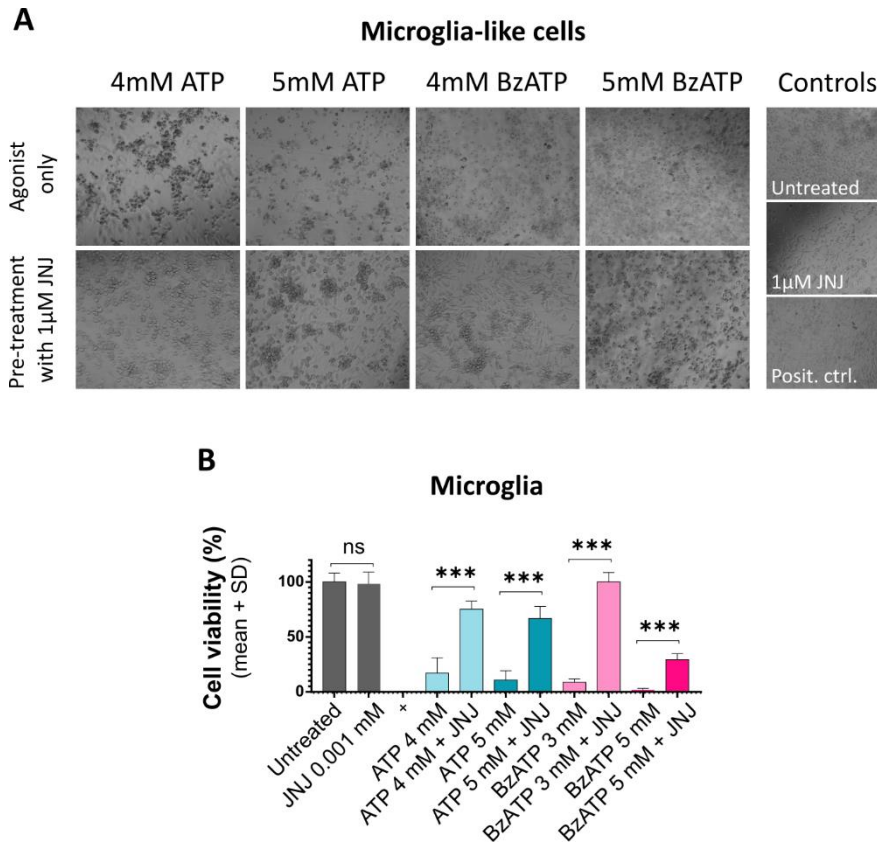 A
Microglia-like cells
4mM ATP 5mM ATP 4mM BzATP 5mM BzATP Controls
Agonist
only
Pre-treatment
with 1µM JNJ
Untreated
1µM JNJ
Posit. ctrl.
B
Microglia
Cell viability (%)
(mean + SD)
100
50
0
ns
***
***
***
***
Untreated
JNJ 0.001 mM
+
ATP 4 mM
ATP 4 mM + JNJ
ATP 5 mM
ATP 5 mM + JNJ
BzATP 3 mM
BzATP 3 mM + JNJ
BzATP 5 mM
BzATP 5 mM + JNJ